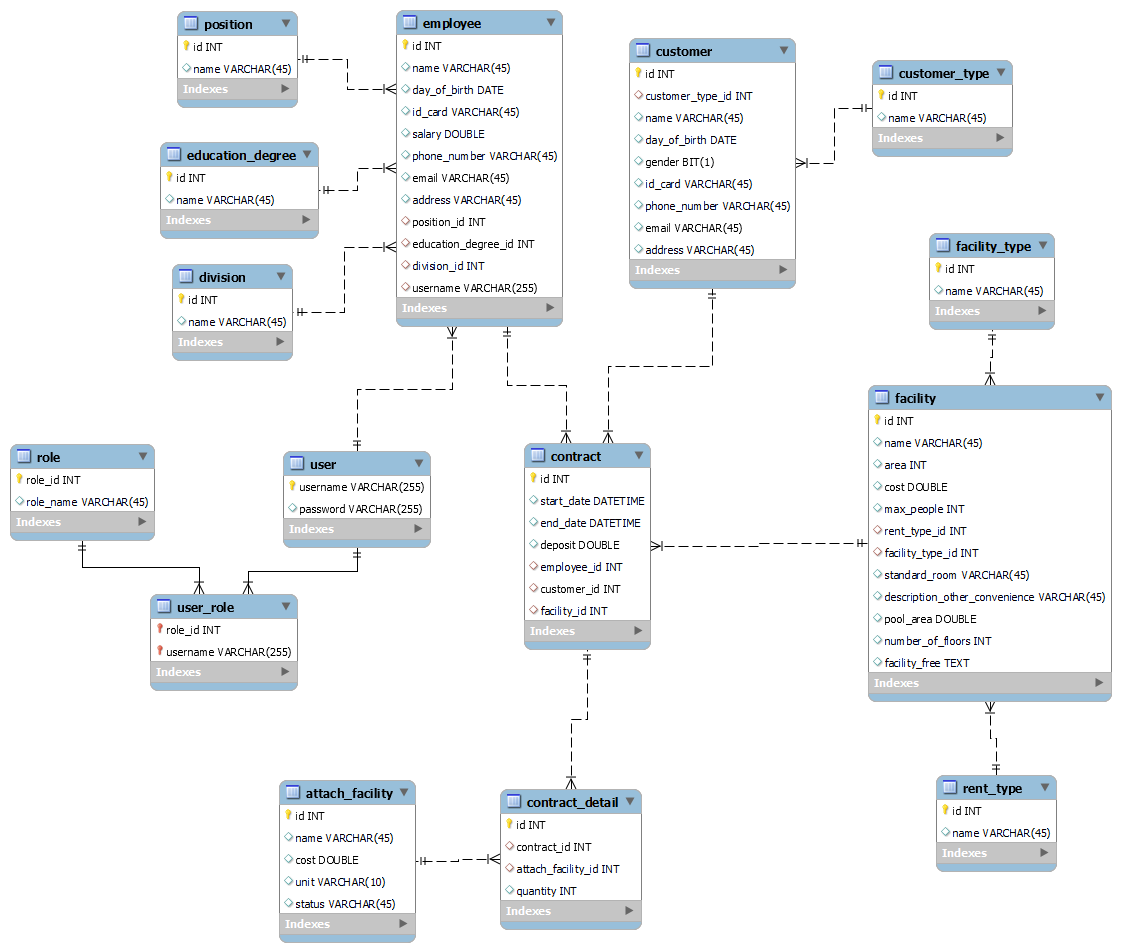 position
id INT
name VARCHAR(45)
Indexes
employee
id INT
name VARCHAR(45)
day_of_birth DATE
id_card VARCHAR(45)
salary DOUBLE
phone_number VARCHAR(45)
email VARCHAR(45)
address VARCHAR(45)
position_id INT
education_degree_id INT
division_id INT
username VARCHAR(255)
Indexes
customer
id INT
customer_type_id INT
name VARCHAR(45)
day_of_birth DATE
gender BIT(1)
id_card VARCHAR(45)
phone_number VARCHAR(45)
email VARCHAR(45)
address VARCHAR(45)
Indexes
customer_type
id INT
name VARCHAR(45)
Indexes
education_degree
id INT
name VARCHAR(45)
Indexes
division
id INT
name VARCHAR(45)
Indexes
facility_type
id INT
name VARCHAR(45)
Indexes
facility
id INT
name VARCHAR(45)
area INT
cost DOUBLE
max_people INT
rent_type_id INT
facility_type_id INT
standard_room VARCHAR(45)
description_other_convenience VARCHAR(45)
pool_area DOUBLE
number_of_floors INT
facility_free TEXT
Indexes
role
role_id INT
role_name VARCHAR(45)
Indexes
user
username VARCHAR(255)
password VARCHAR(255)
Indexes
contract
id INT
start_date DATETIME
end_date DATETIME
deposit DOUBLE
employee_id INT
customer_id INT
facility_id INT
Indexes
user_role
role_id INT
username VARCHAR(255)
Indexes
attach_facility
id INT
name VARCHAR(45)
cost DOUBLE
unit VARCHAR(10)
status VARCHAR(45)
Indexes
contract_detail
id INT
contract_id INT
attach_facility_id INT
quantity INT
Indexes
rent_type
id INT
name VARCHAR(45)
Indexes